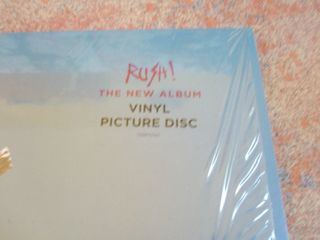 RUSH!
THE NEW ALBUM
VINYL
PICTURE DISC